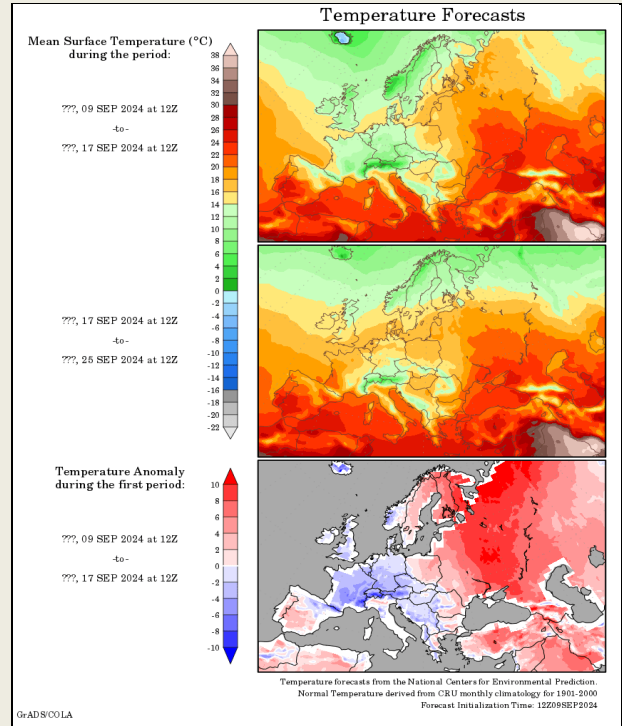 Temperature Forecasts
Mean Surface Temperature (°C)
during the period:
???, 09 SEP 2024 at 12Z
-to-
???, 17 SEP 2024 at 12Z
38
36
34
32
30
28
26
24
22
20
18
16
14
12
10
8
6
4
2
0
-2
-4
-6
-8
-10
-12
-14
-16
-18
-20
-22
???, 17 SEP 2024 at 12Z
-to-
???, 25 SEP 2024 at 12Z
Temperature Anomaly
during the first period:
???, 09 SEP 2024 at 12Z
-to-
???, 17 SEP 2024 at 12Z
10
8
6
4
2
0
-2
-4
-6
-8
-10
Temperature forecasts from the National Centers for Environmental Prediction.
Normal Temperature derived from CRU monthly climatology for 1901-2000
Forecast Initialization Time: 12Z09SEP2024
GrADS/COLA